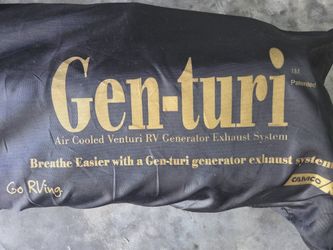 Gen-turi
TM
Patented
Air Cooled Venturi RV Generator Exhaust System
Breathe Easier with a Gen-turi generator exhaust system
Go RVing
CAMCO